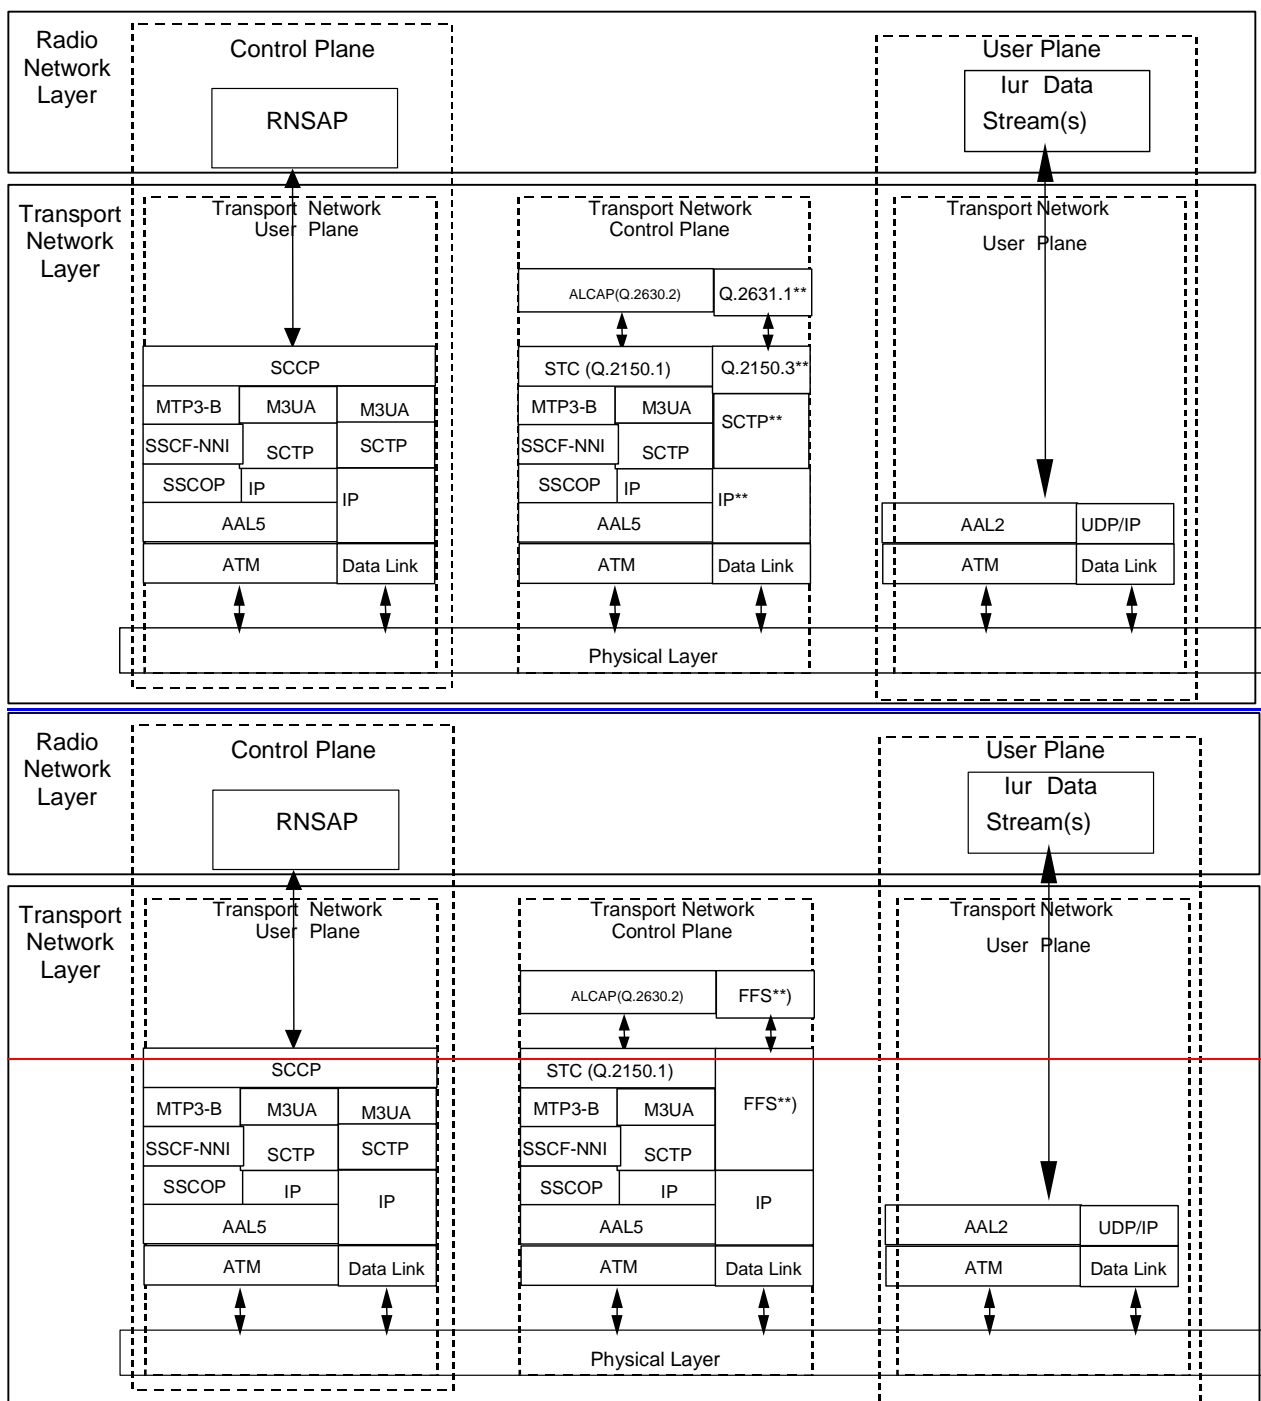 Radio
Network
Layer
Control Plane
RNSAP
User Plane
Iur Data
Stream(s)
Transport
Network
Layer
Transport Network
User Plane
Transport Network
Control Plane
Transport Network
User Plane
ALCAP(Q.2630.2)
Q.2631.1**
SCCP
STC (Q.2150.1)
Q.2150.3**
MTP3-B
M3UA
M3UA
MTP3-B
M3UA
SCTP**
SSCF-NNI
SCTP
SCTP
SSCF-NNI
SCTP
SSCOP
IP
IP
SSCOP
IP
IP**
AAL5
AAL5
AAL2
UDP/IP
ATM
Data Link
ATM
Data Link
ATM
Data Link
Physical Layer
Radio
Network
Layer
Control Plane
RNSAP
User Plane
Iur Data
Stream(s)
Transport
Network
Layer
Transport Network
User Plane
Transport Network
Control Plane
Transport Network
User Plane
ALCAP(Q.2630.2)
FFS**)
SCCP
STC (Q.2150.1)
MTP3-B
M3UA
M3UA
MTP3-B
M3UA
FFS**)
SSCF-NNI
SCTP
SCTP
SSCF-NNI
SCTP
SSCOP
IP
IP
SSCOP
IP
IP
AAL5
AAL5
AAL2
UDP/IP
ATM
Data Link
ATM
Data Link
ATM
Data Link
Physical Layer